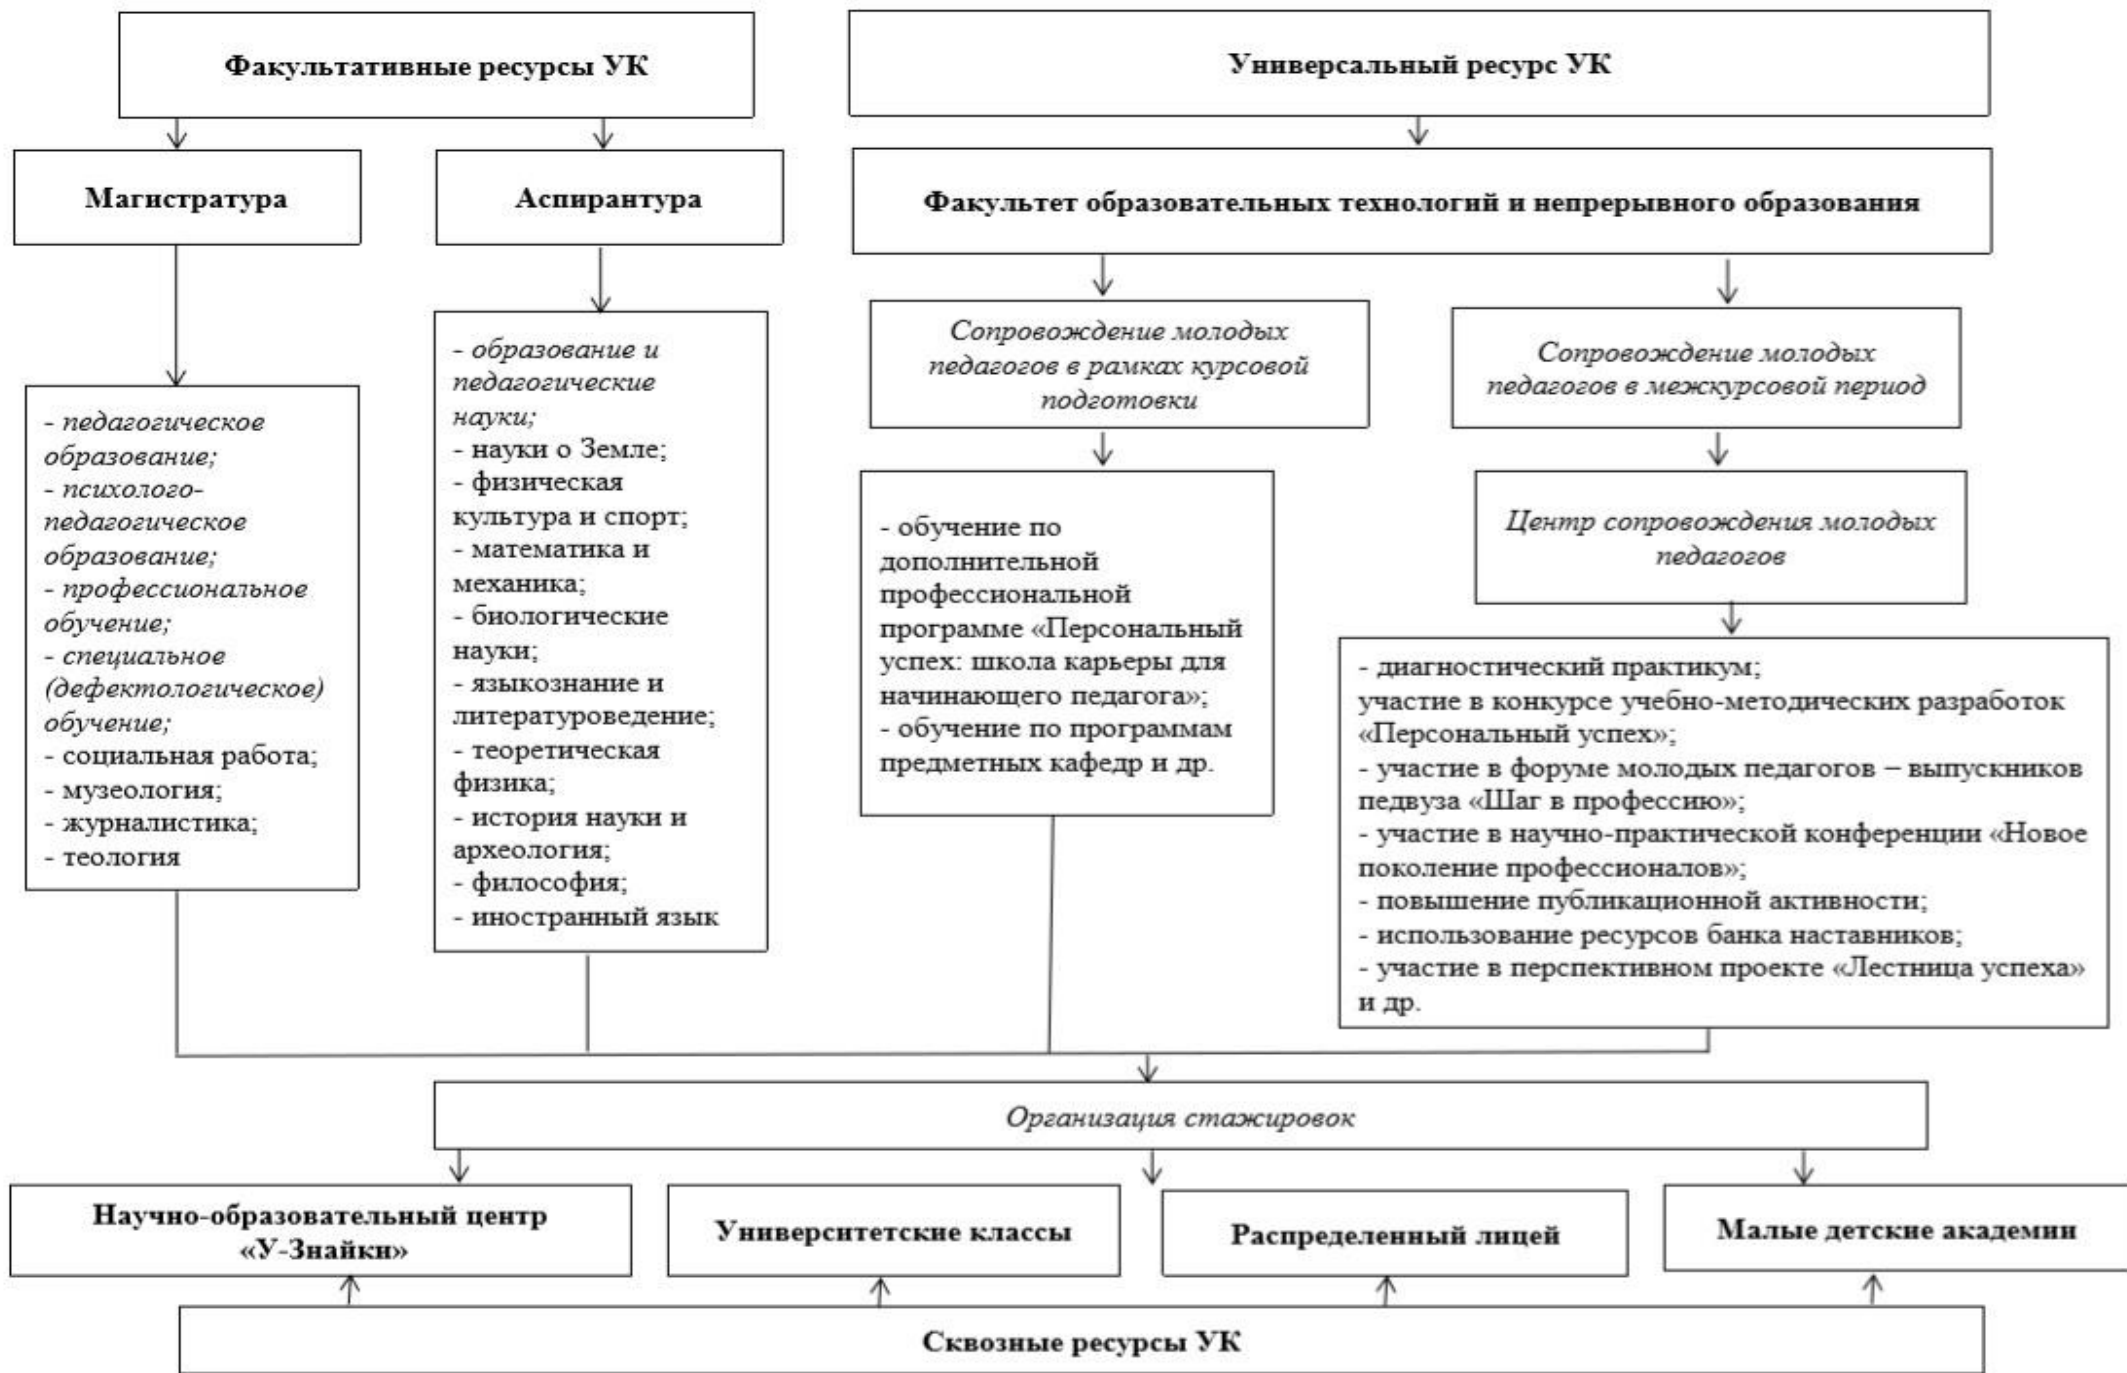 Факультативные ресурсы УК
Универсальный ресурс УК
Магистратура
Аспирантура
Факультет образовательных технологий и непрерывного образования
- педагогическое
образование;
- психолого-
педагогическое
образование;
- профессиональное
обучение;
- специальное
(дефектологическое)
обучение;
- социальная работа;
- музеология;
- журналистика;
- теология
- образование и
педагогические
науки;
- науки о Земле;
- физическая
культура и спорт;
- математика и
механика;
- биологические
науки;
- языкознание и
литературоведение;
- теоретическая
физика;
- история науки и
археология;
- философия;
- иностранный язык
Сопровождение молодых
педагогов в рамках курсовой
подготовки
- обучение по
дополнительной
профессиональной
программе «Персональный
успех: школа карьеры для
начинающего педагога»;
- обучение по программам
предметных кафедр и др.
Сопровождение молодых
педагогов в межкурсовой период
Центр сопровождения молодых
педагогов
- диагностический практикум;
участие в конкурсе учебно-методических разработок
«Персональный успех»;
- участие в форуме молодых педагогов – выпускников
педвуза «Шаг в профессию»;
- участие в научно-практической конференции «Новое
поколение профессионалов»;
- повышение публикационной активности;
- использование ресурсов банка наставников;
- участие в перспективном проекте «Лестница успеха»
и др.
Организация стажировок
Научно-образовательный центр
«У-Знайки»
Университетские классы
Распределенный лицей
Малые детские академии
Сквозные ресурсы УК